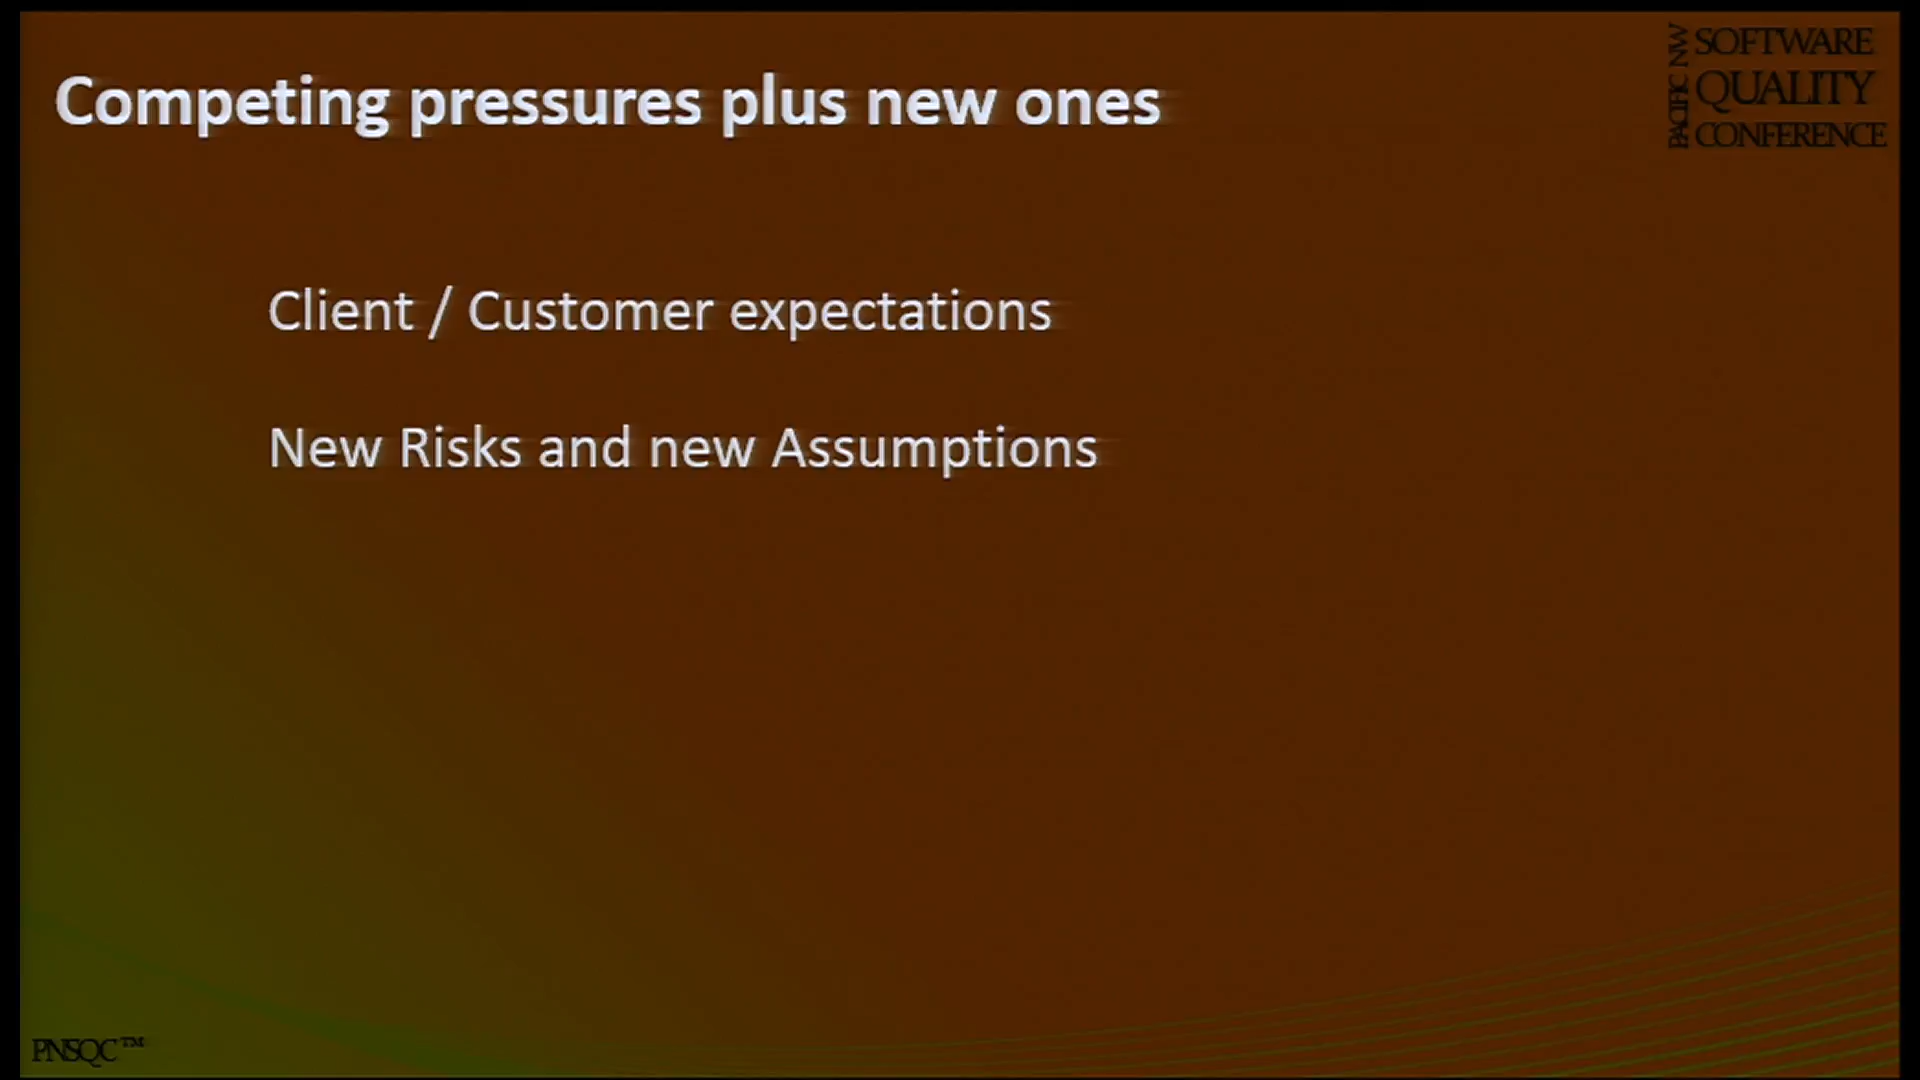 Competing pressures plus new ones
PACIFIC NW
SOFTWARE
QUALITY
CONFERENCE
Client / Customer expectations
New Risks and new Assumptions
PNSQC™